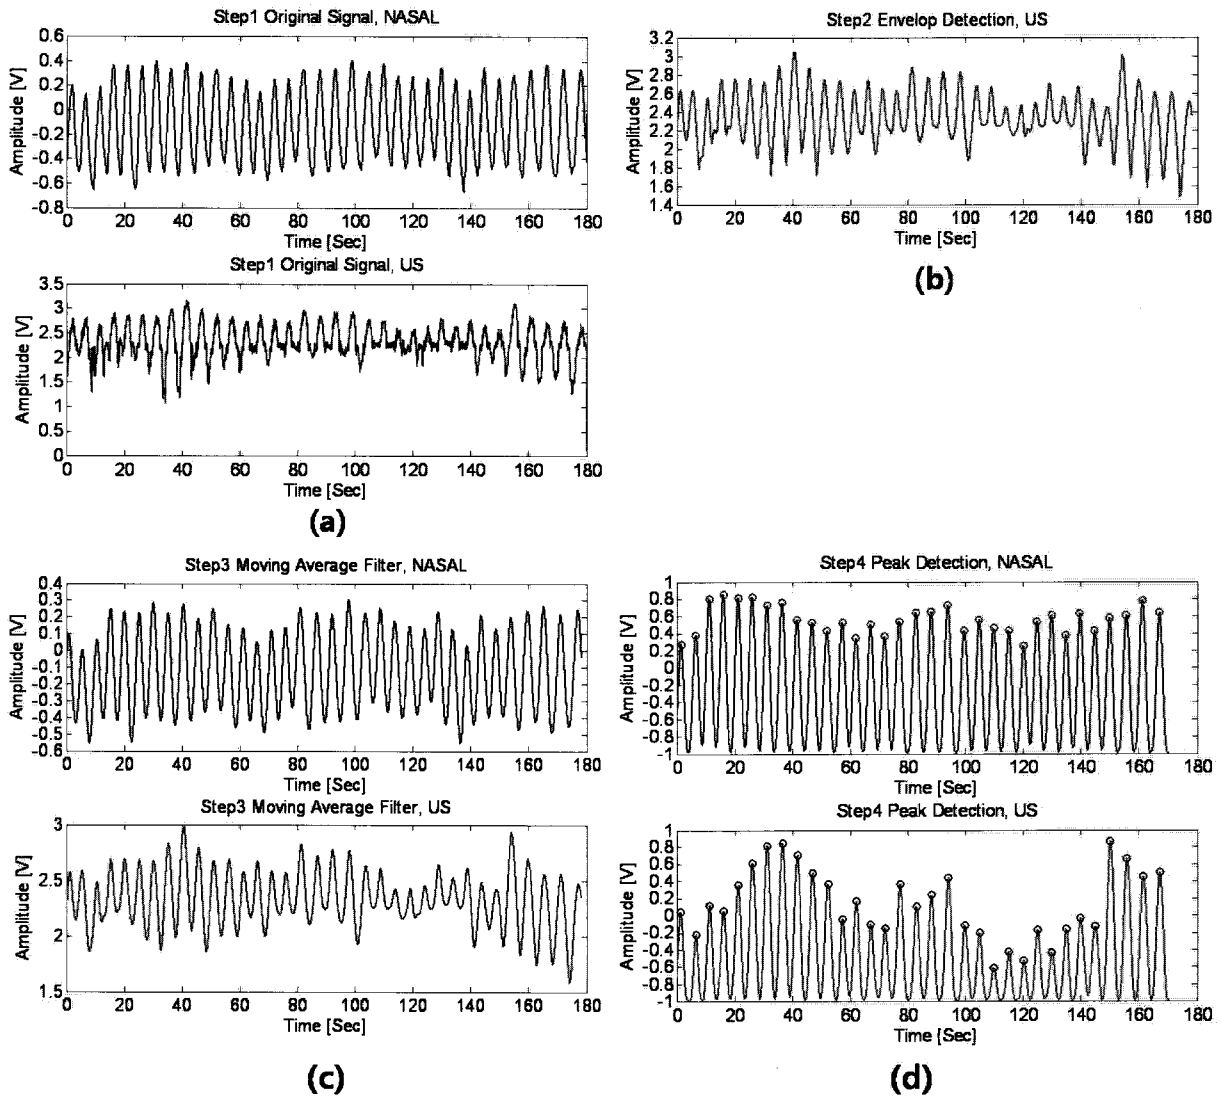 Step1 Original Signal, NASAL
Amplitude [V]
0.6
0.4
0.2
0
-0.2
-0.4
-0.6
-0.8
0 20 40 60 80 100 120 140 160 180
Time [Sec]
Step1 Original Signal, US
Amplitude [V]
3.5
3
2.5
2
1.5
1
0.5
0
0 20 40 60 80 100 120 140 160 180
Time [Sec]
(a)
Step2 Envelop Detection, US
Amplitude [V]
3.2
3
2.8
2.6
2.4
2.2
2
1.8
1.6
1.4
0 20 40 60 80 100 120 140 160 180
Time [Sec]
(b)
Step3 Moving Average Filter, NASAL
Amplitude [V]
0.4
0.3
0.2
0.1
0
-0.1
-0.2
-0.3
-0.4
-0.5
-0.6
0 20 40 60 80 100 120 140 160 180
Time [Sec]
Step3 Moving Average Filter, US
Amplitude [V]
3
2.5
2
1.5
0 20 40 60 80 100 120 140 160 180
Time [Sec]
(c)
Step4 Peak Detection, NASAL
Amplitude [V]
1
0.8
0.6
0.4
0.2
0
-0.2
-0.4
-0.6
-0.8
-1
0 20 40 60 80 100 120 140 160 180
Time [Sec]
Step4 Peak Detection, US
Amplitude [V]
1
0.8
0.6
0.4
0.2
0
-0.2
-0.4
-0.6
-0.8
-1
0 20 40 60 80 100 120 140 160 180
Time [Sec]
(d)